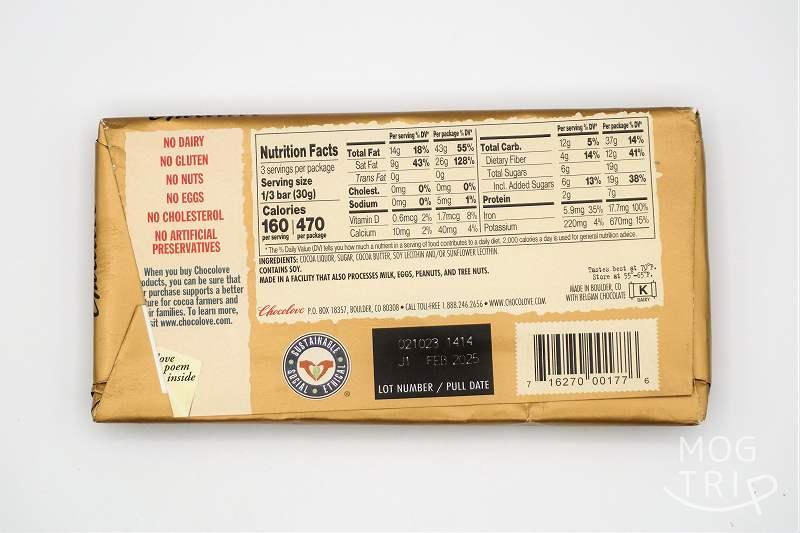 NO DAIRY
NO GLUTEN
NO NUTS
NO EGGS
NO CHOLESTEROL
NO ARTIFICIAL
PRESERVATIVES
When you buy Chocolove
oducts, you can be sure that
r purchase supports a better
ure for cocoa farmers and
ir families. To learn more,
sit www.chocolove.com.
love
poem
inside
Nutrition Facts
3 servings per package
Serving size
1/3 bar (30g)
Calories
160 470
per serving per package
Per serving % DV* Per package % DV*
Total Fat 14g 18% 43g 55%
Sat Fat 9g 43% 26g 128%
Trans Fat 0g 0g
Cholest. 0mg 0% 0mg 0%
Sodium 0mg 0% 5mg 1%
Vitamin D 0.6mcg 2% 1.7mcg 8%
Calcium 10mg 2% 40mg 4%
Per serving % DV* Per package % DV*
Total Carb. 12g 5% 37g 14%
Dietary Fiber 4g 14% 12g 41%
Total Sugars 6g 19g
Incl. Added Sugars 6g 13% 19g 38%
Protein 2g 7g
Iron 5.9mg 35% 17.7mg 100%
Potassium 220mg 4% 670mg 15%
*The % Daily Value (DV) tells you how much a nutrient in a serving of food contributes to a daily diet. 2,000 calories a day is used for general nutrition advice.
INGREDIENTS: COCOA LIQUOR, SUGAR, COCOA BUTTER, SOY LECITHIN AND/OR SUNFLOWER LECITHIN.
CONTAINS SOY.
MADE IN A FACILITY THAT ALSO PROCESSES MILK, EGGS, PEANUTS, AND TREE NUTS.
Tastes best at 70°F.
Store at 55°-65°F.
MADE IN BOULDER, CO
WITH BELGIAN CHOCOLATE
K
DAIRY
Chocolove P.O. BOX 18357, BOULDER, CO 80308 • CALL TOLL-FREE 1.888.246.2656 • WWW.CHOCOLOVE.COM
SUSTAINABLE
SOCIAL • ETHICAL
®
021023 1414
J1 FEB 2025
LOT NUMBER / PULL DATE
7 16270 00177 6
MOG
TRIP